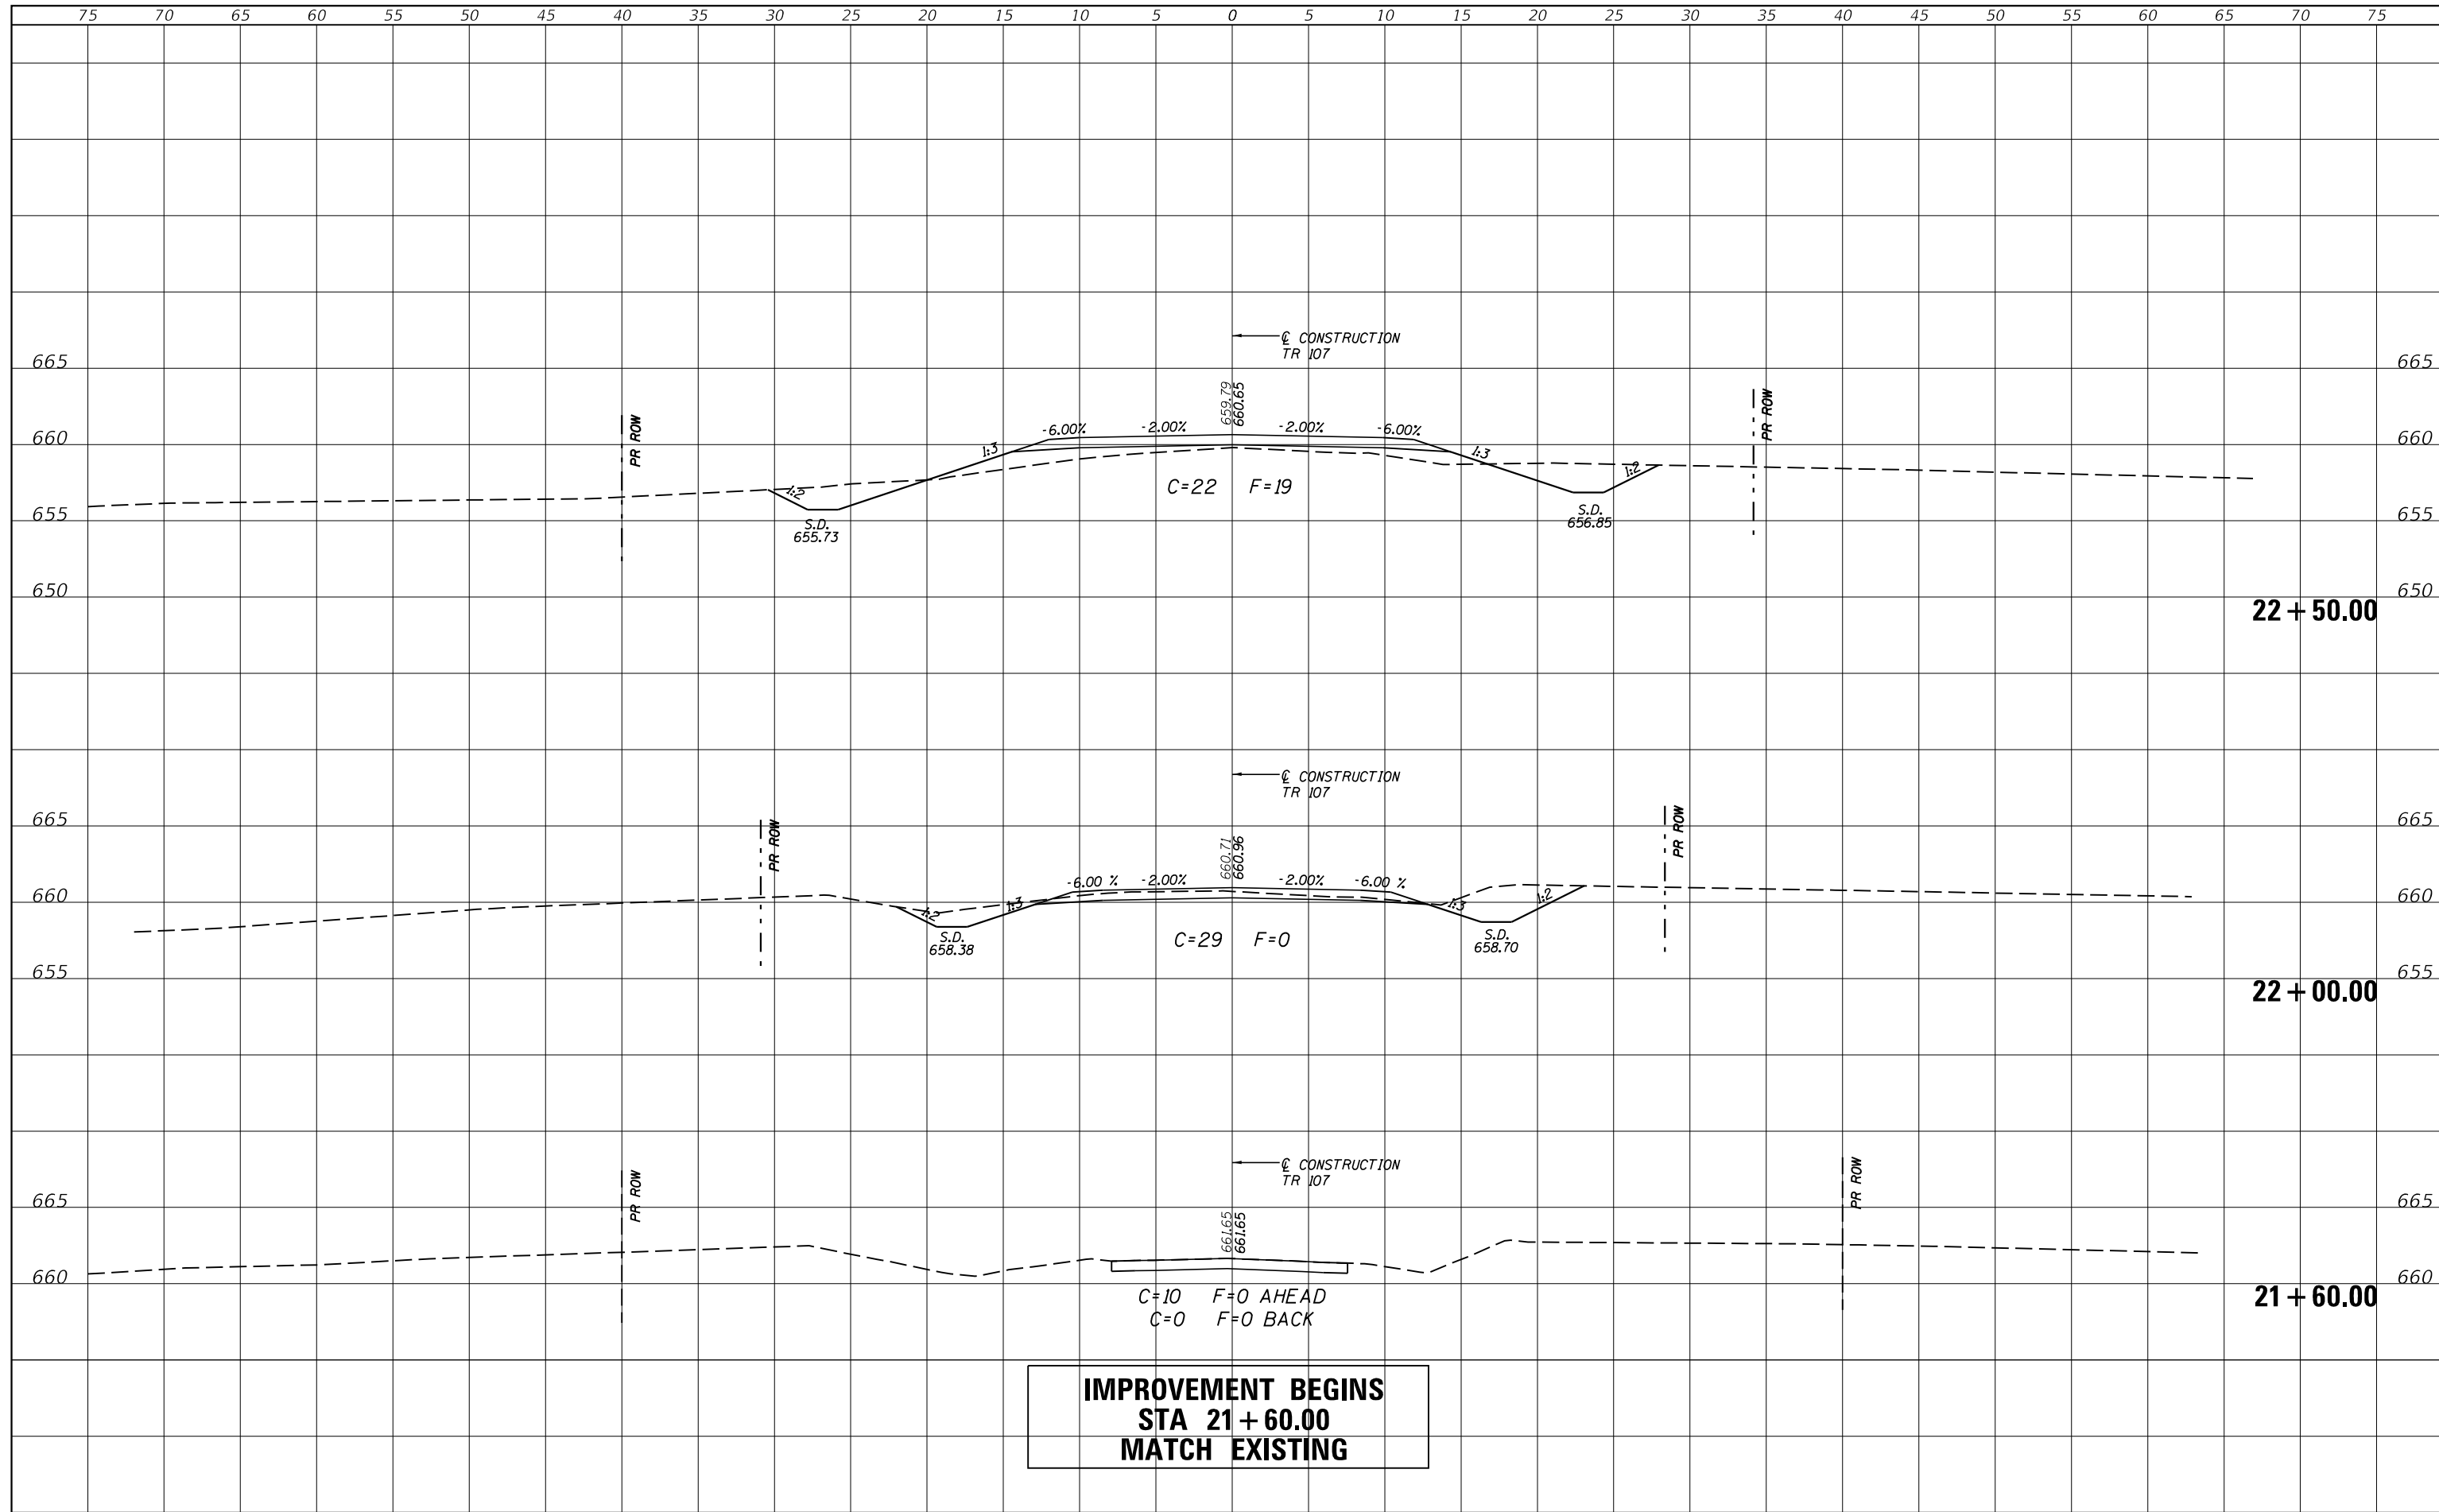 75 70 65 60 55 50 45 40 35 30 25 20 15 10 5 0 5 10 15 20 25 30 35 40 45 50 55 60 65 70 75
℄ CONSTRUCTION
TR 107
665 665
659.79
660.65
PR ROW
PR ROW
660 -6.00% -2.00% -2.00% -6.00% 660
1:3 1:3
1:2 1:2
C=22 F=19
655 S.D. S.D. 655
655.73 656.85
650 650
22+50.00
℄ CONSTRUCTION
TR 107
665 665
PR ROW
PR ROW
660.71
660.96
-6.00 % -2.00% -2.00% -6.00 %
660 660
1:2 1:3 1:3 1:2
S.D. C=29 F=0 S.D.
658.38 658.70
655 655
22+00.00
℄ CONSTRUCTION
TR 107
PR ROW
PR ROW
665 665
661.65
661.65
660 660
C=10 F=0 AHEAD
21+60.00
C=0 F=0 BACK
IMPROVEMENT BEGINS
STA 21+60.00
MATCH EXISTING